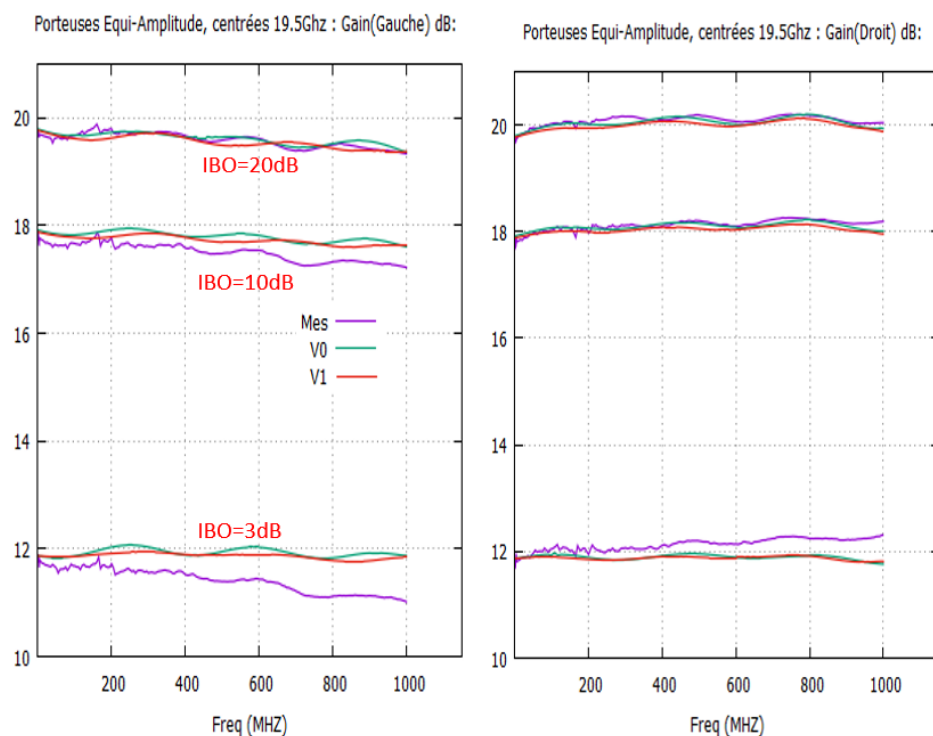 Porteuses Equi-Amplitude, centrées 19.5Ghz : Gain(Gauche) dB:
20
18
16
14
12
10
IBO=20dB
IBO=10dB
Mes
V0
V1
IBO=3dB
0 200 400 600 800 1000
Freq (MHZ)
Porteuses Equi-Amplitude, centrées 19.5Ghz : Gain(Droit) dB:
20
18
16
14
12
10
0 200 400 600 800 1000
Freq (MHZ)